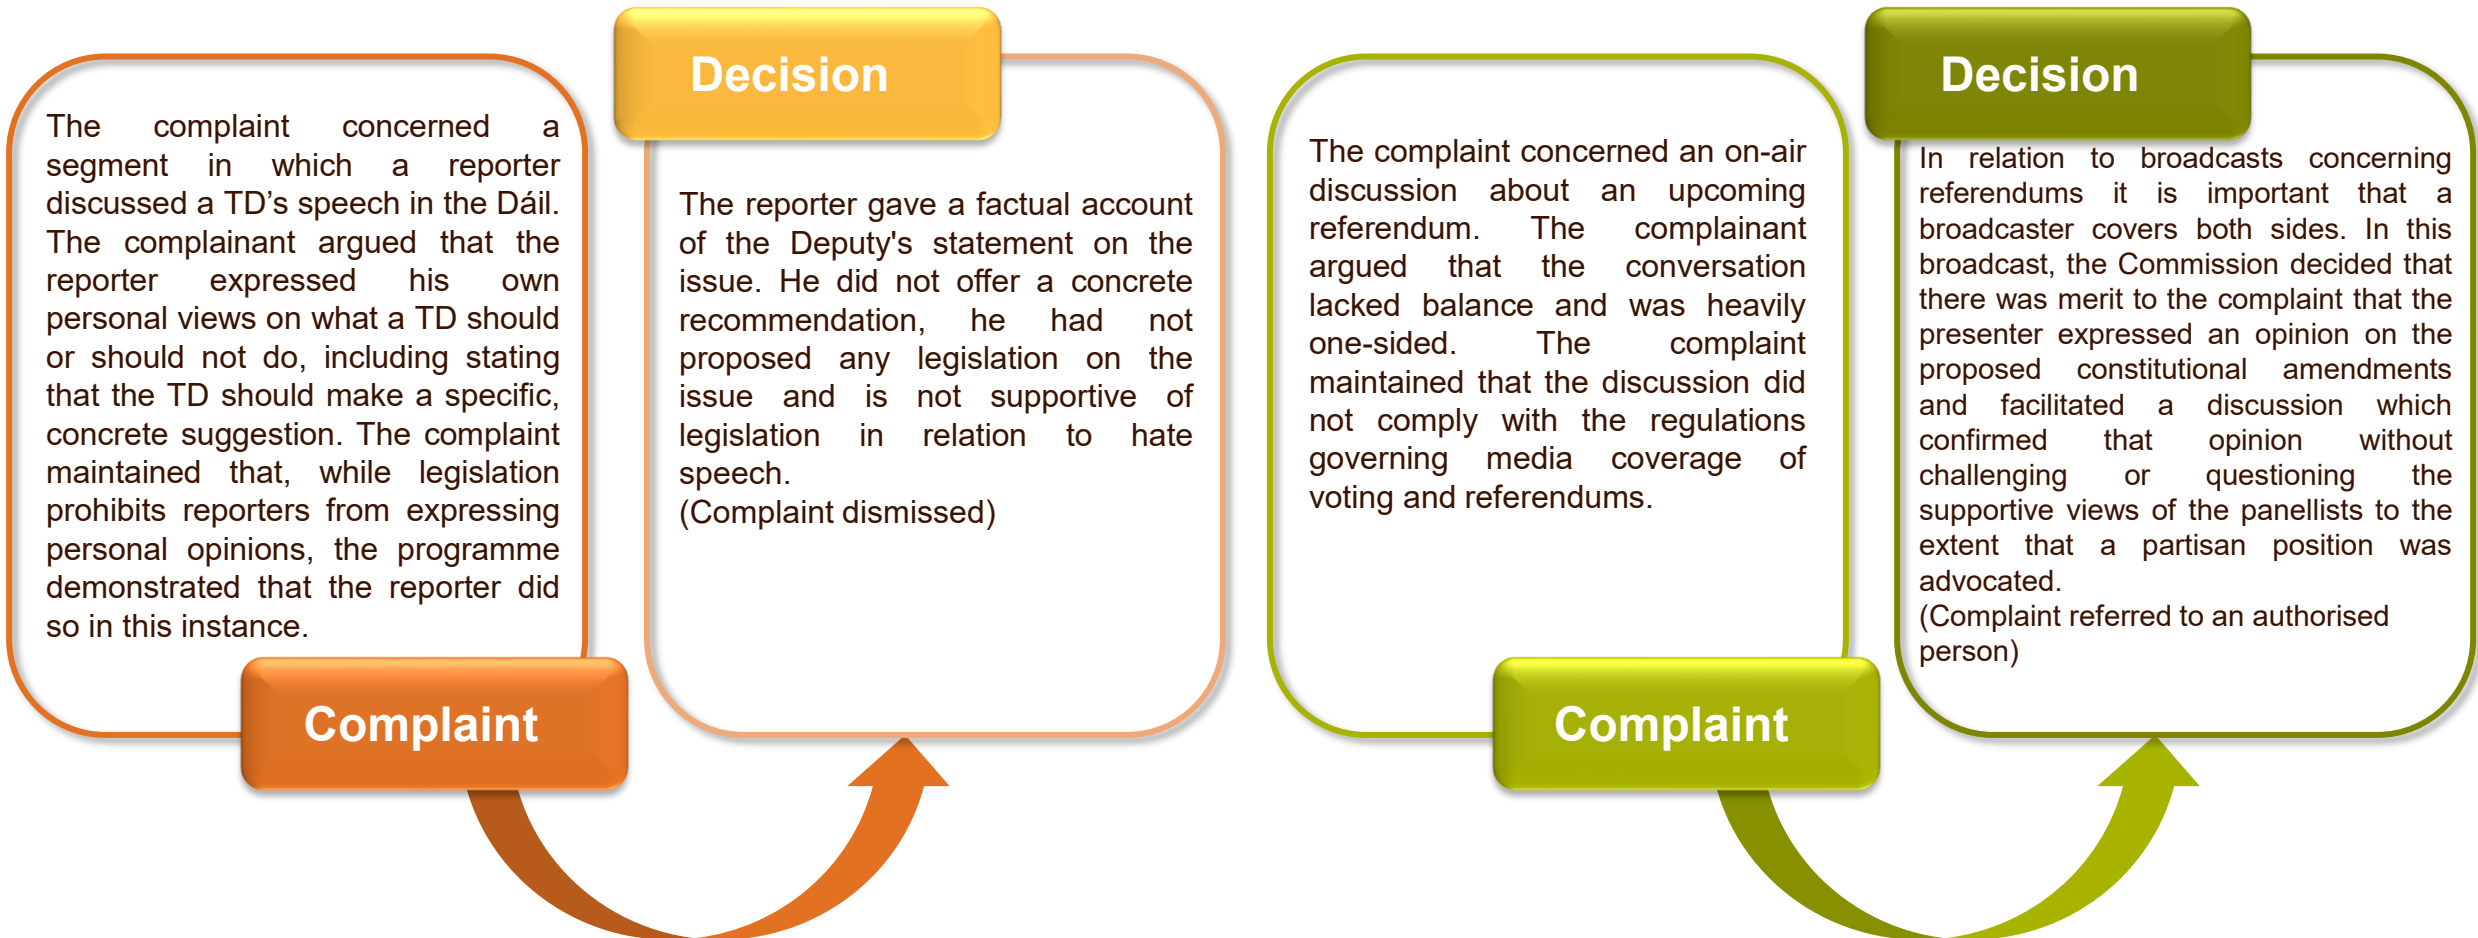 The complaint concerned a
segment in which a reporter
discussed a TD’s speech in the Dáil.
The complainant argued that the
reporter expressed his own
personal views on what a TD should
or should not do, including stating
that the TD should make a specific,
concrete suggestion. The complaint
maintained that, while legislation
prohibits reporters from expressing
personal opinions, the programme
demonstrated that the reporter did
so in this instance.
Complaint
Decision
The reporter gave a factual account
of the Deputy's statement on the
issue. He did not offer a concrete
recommendation, he had not
proposed any legislation on the
issue and is not supportive of
legislation in relation to hate
speech.
(Complaint dismissed)
The complaint concerned an on-air
discussion about an upcoming
referendum. The complainant
argued that the conversation
lacked balance and was heavily
one-sided. The complaint
maintained that the discussion did
not comply with the regulations
governing media coverage of
voting and referendums.
Complaint
Decision
In relation to broadcasts concerning
referendums it is important that a
broadcaster covers both sides. In this
broadcast, the Commission decided that
there was merit to the complaint that the
presenter expressed an opinion on the
proposed constitutional amendments
and facilitated a discussion which
confirmed that opinion without
challenging or questioning the
supportive views of the panellists to the
extent that a partisan position was
advocated.
(Complaint referred to an authorised
person)